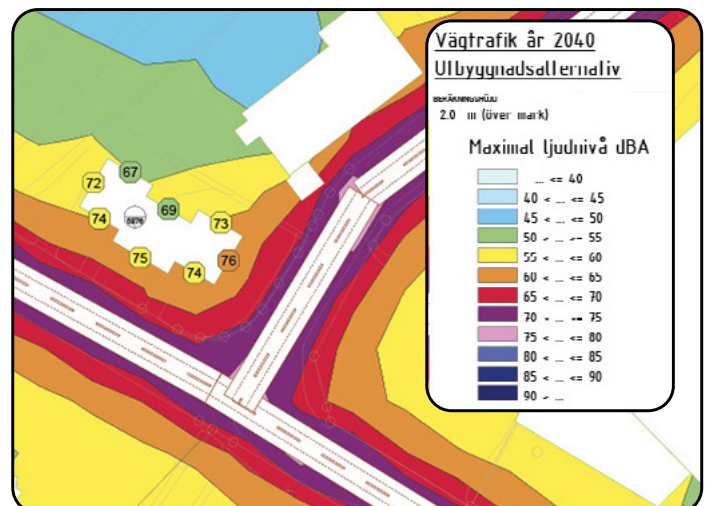 Vägtrafik år 2040
Utbyggnadsalternativ
BERÄKNINGSHÖJD
2.0 m (över mark)
Maximal ljudnivå dBA
... <= 40
40 < ... <= 45
45 < ... <= 50
50 < ... <= 55
55 < ... <= 60
60 < ... <= 65
65 < ... <= 70
70 < ... <= 75
75 < ... <= 80
80 < ... <= 85
85 < ... <= 90
90 < ...
67
72
69
74
73
75
76
74